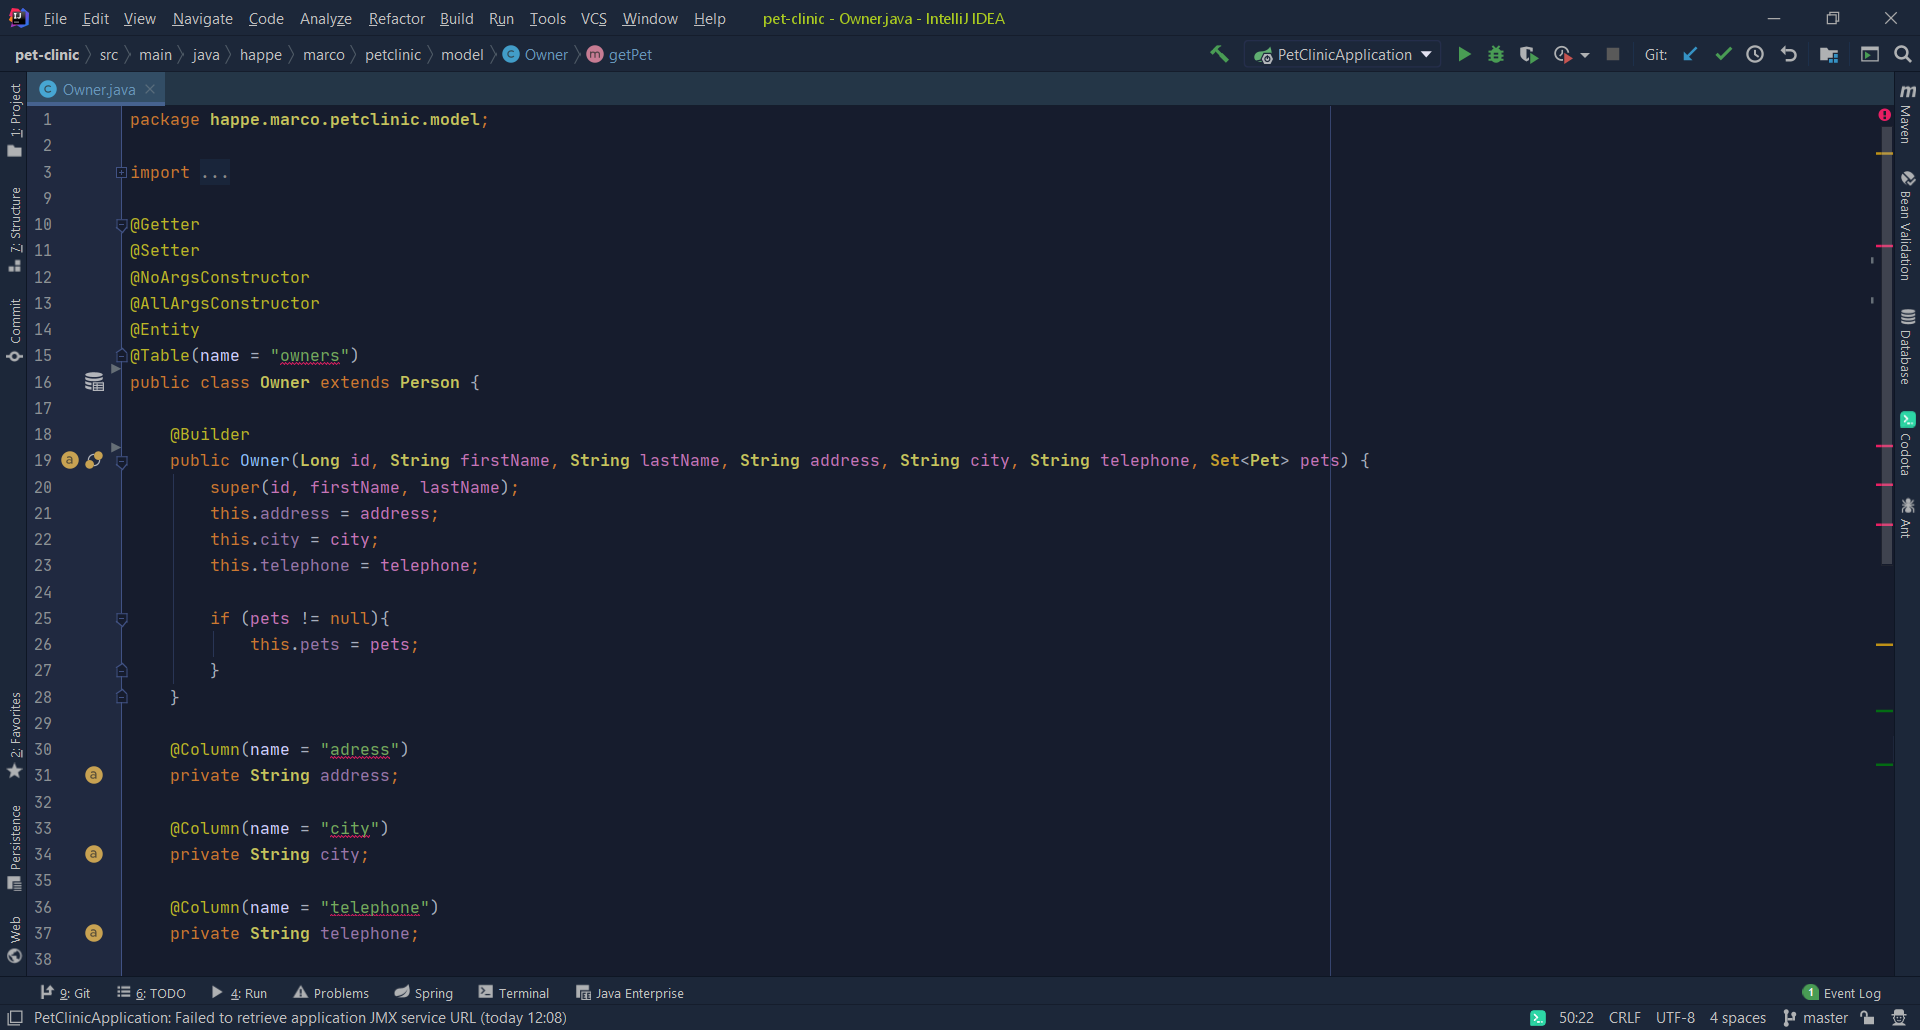 File Edit View Navigate Code Analyze Refactor Build Run Tools VCS Window Help pet-clinic - Owner.java - IntelliJ IDEA
pet-clinic src main java happe marco petclinic model C Owner m getPet PetClinicApplication Git:
C Owner.java
1 package happe.marco.petclinic.model;
2
3 import ...
9
10 @Getter
11 @Setter
12 @NoArgsConstructor
13 @AllArgsConstructor
14 @Entity
15 @Table(name = "owners")
16 public class Owner extends Person {
17
18 @Builder
19 a public Owner(Long id, String firstName, String lastName, String address, String city, String telephone, Set<Pet> pets) {
20 super(id, firstName, lastName);
21 this.address = address;
22 this.city = city;
23 this.telephone = telephone;
24
25 if (pets != null){
26 this.pets = pets;
27 }
28 }
29
30 @Column(name = "adress")
31 a private String address;
32
33 @Column(name = "city")
34 a private String city;
35
36 @Column(name = "telephone")
37 a private String telephone;
38
1: Project
7: Structure
Commit
2: Favorites
Persistence
Web
m Maven
Bean Validation
Database
Codota
Ant
9: Git 6: TODO 4: Run Problems Spring Terminal Java Enterprise 1 Event Log
PetClinicApplication: Failed to retrieve application JMX service URL (today 12:08) 50:22 CRLF UTF-8 4 spaces master